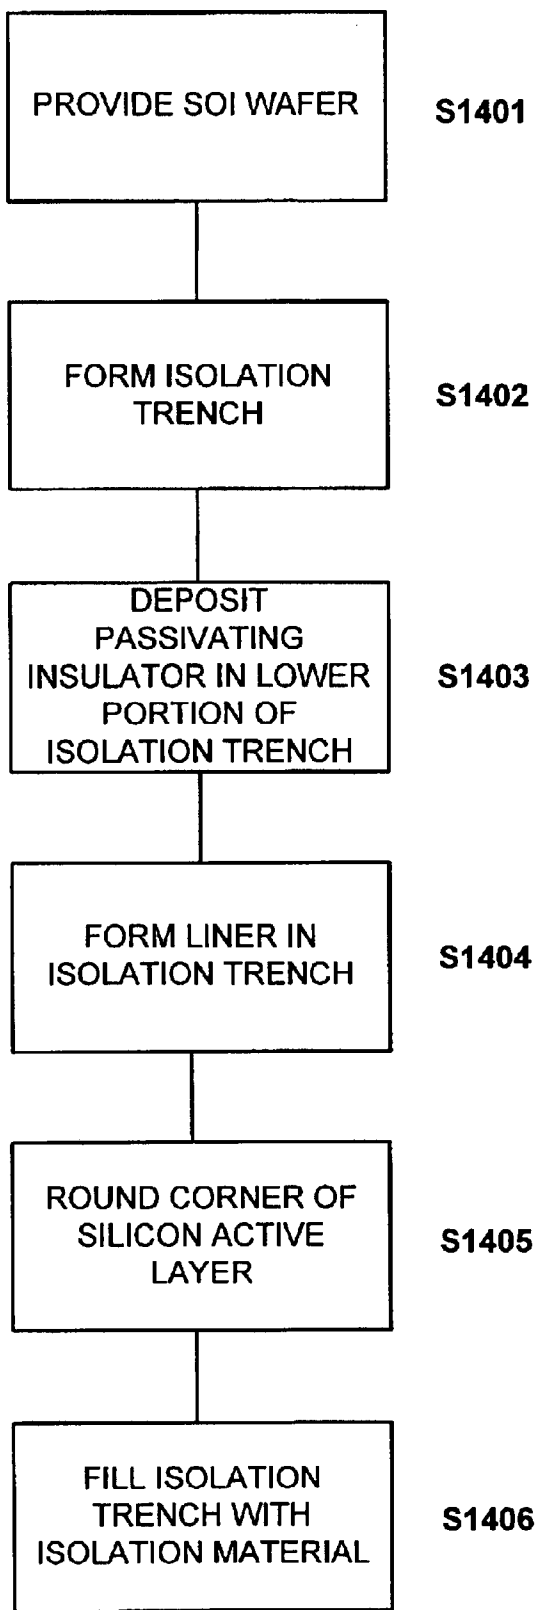 PROVIDE SOI WAFER
S1401
FORM ISOLATION
TRENCH
S1402
DEPOSIT
PASSIVATING
INSULATOR IN LOWER
PORTION OF
ISOLATION TRENCH
S1403
FORM LINER IN
ISOLATION TRENCH
S1404
ROUND CORNER OF
SILICON ACTIVE
LAYER
S1405
FILL ISOLATION
TRENCH WITH
ISOLATION MATERIAL
S1406